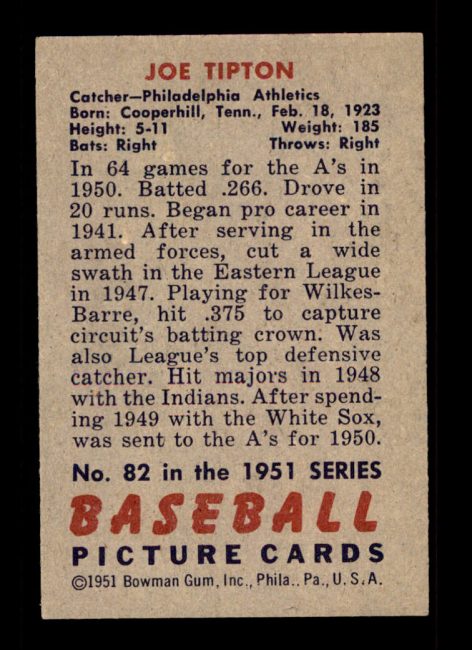 JOE TIPTON
Catcher—Philadelphia Athletics
Born: Cooperhill, Tenn., Feb. 18, 1923
Height: 5-11 Weight: 185
Bats: Right Throws: Right
In 64 games for the A's in
1950. Batted .266. Drove in
20 runs. Began pro career in
1941. After serving in the
armed forces, cut a wide
swath in the Eastern League
in 1947. Playing for Wilkes-
Barre, hit .375 to capture
circuit's batting crown. Was
also League's top defensive
catcher. Hit majors in 1948
with the Indians. After spend-
ing 1949 with the White Sox,
was sent to the A's for 1950.
No. 82 in the 1951 SERIES
BASEBALL
PICTURE CARDS
©1951 Bowman Gum, Inc., Phila.. Pa., U.S.A.